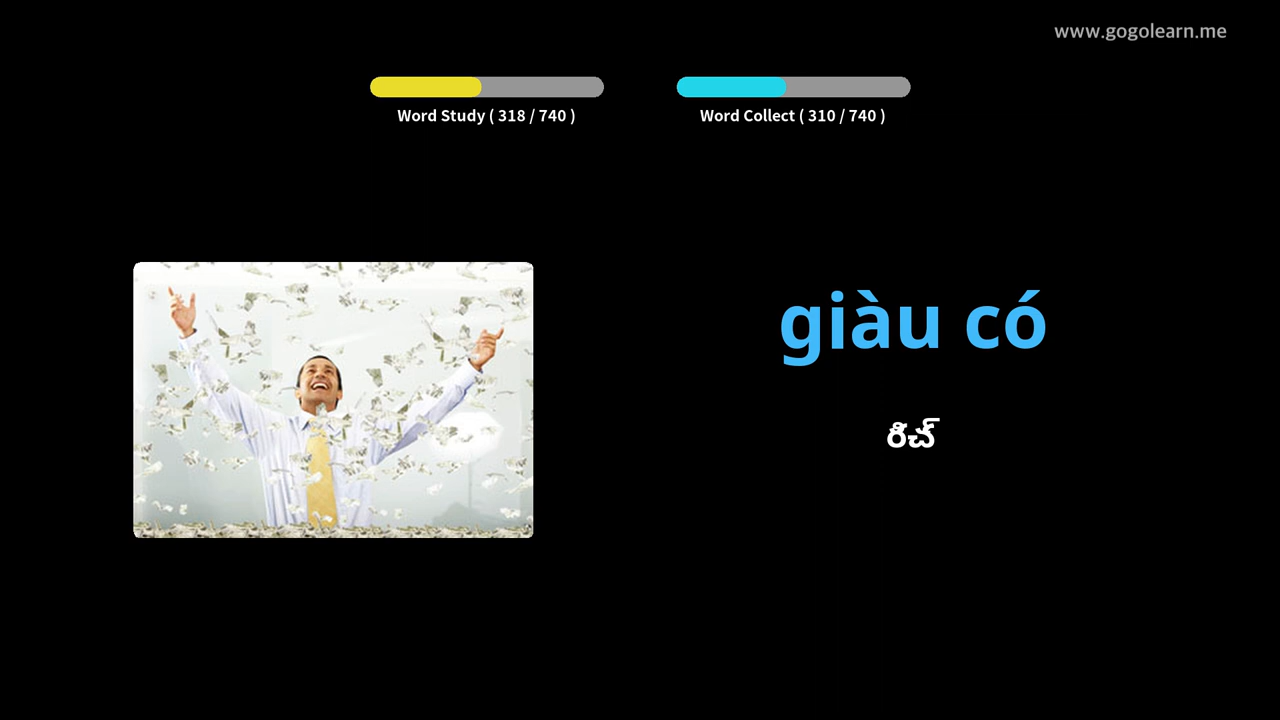 www.gogolearn.me
Word Study ( 318 / 740 )
Word Collect ( 310 / 740 )
giàu có
రిచ్